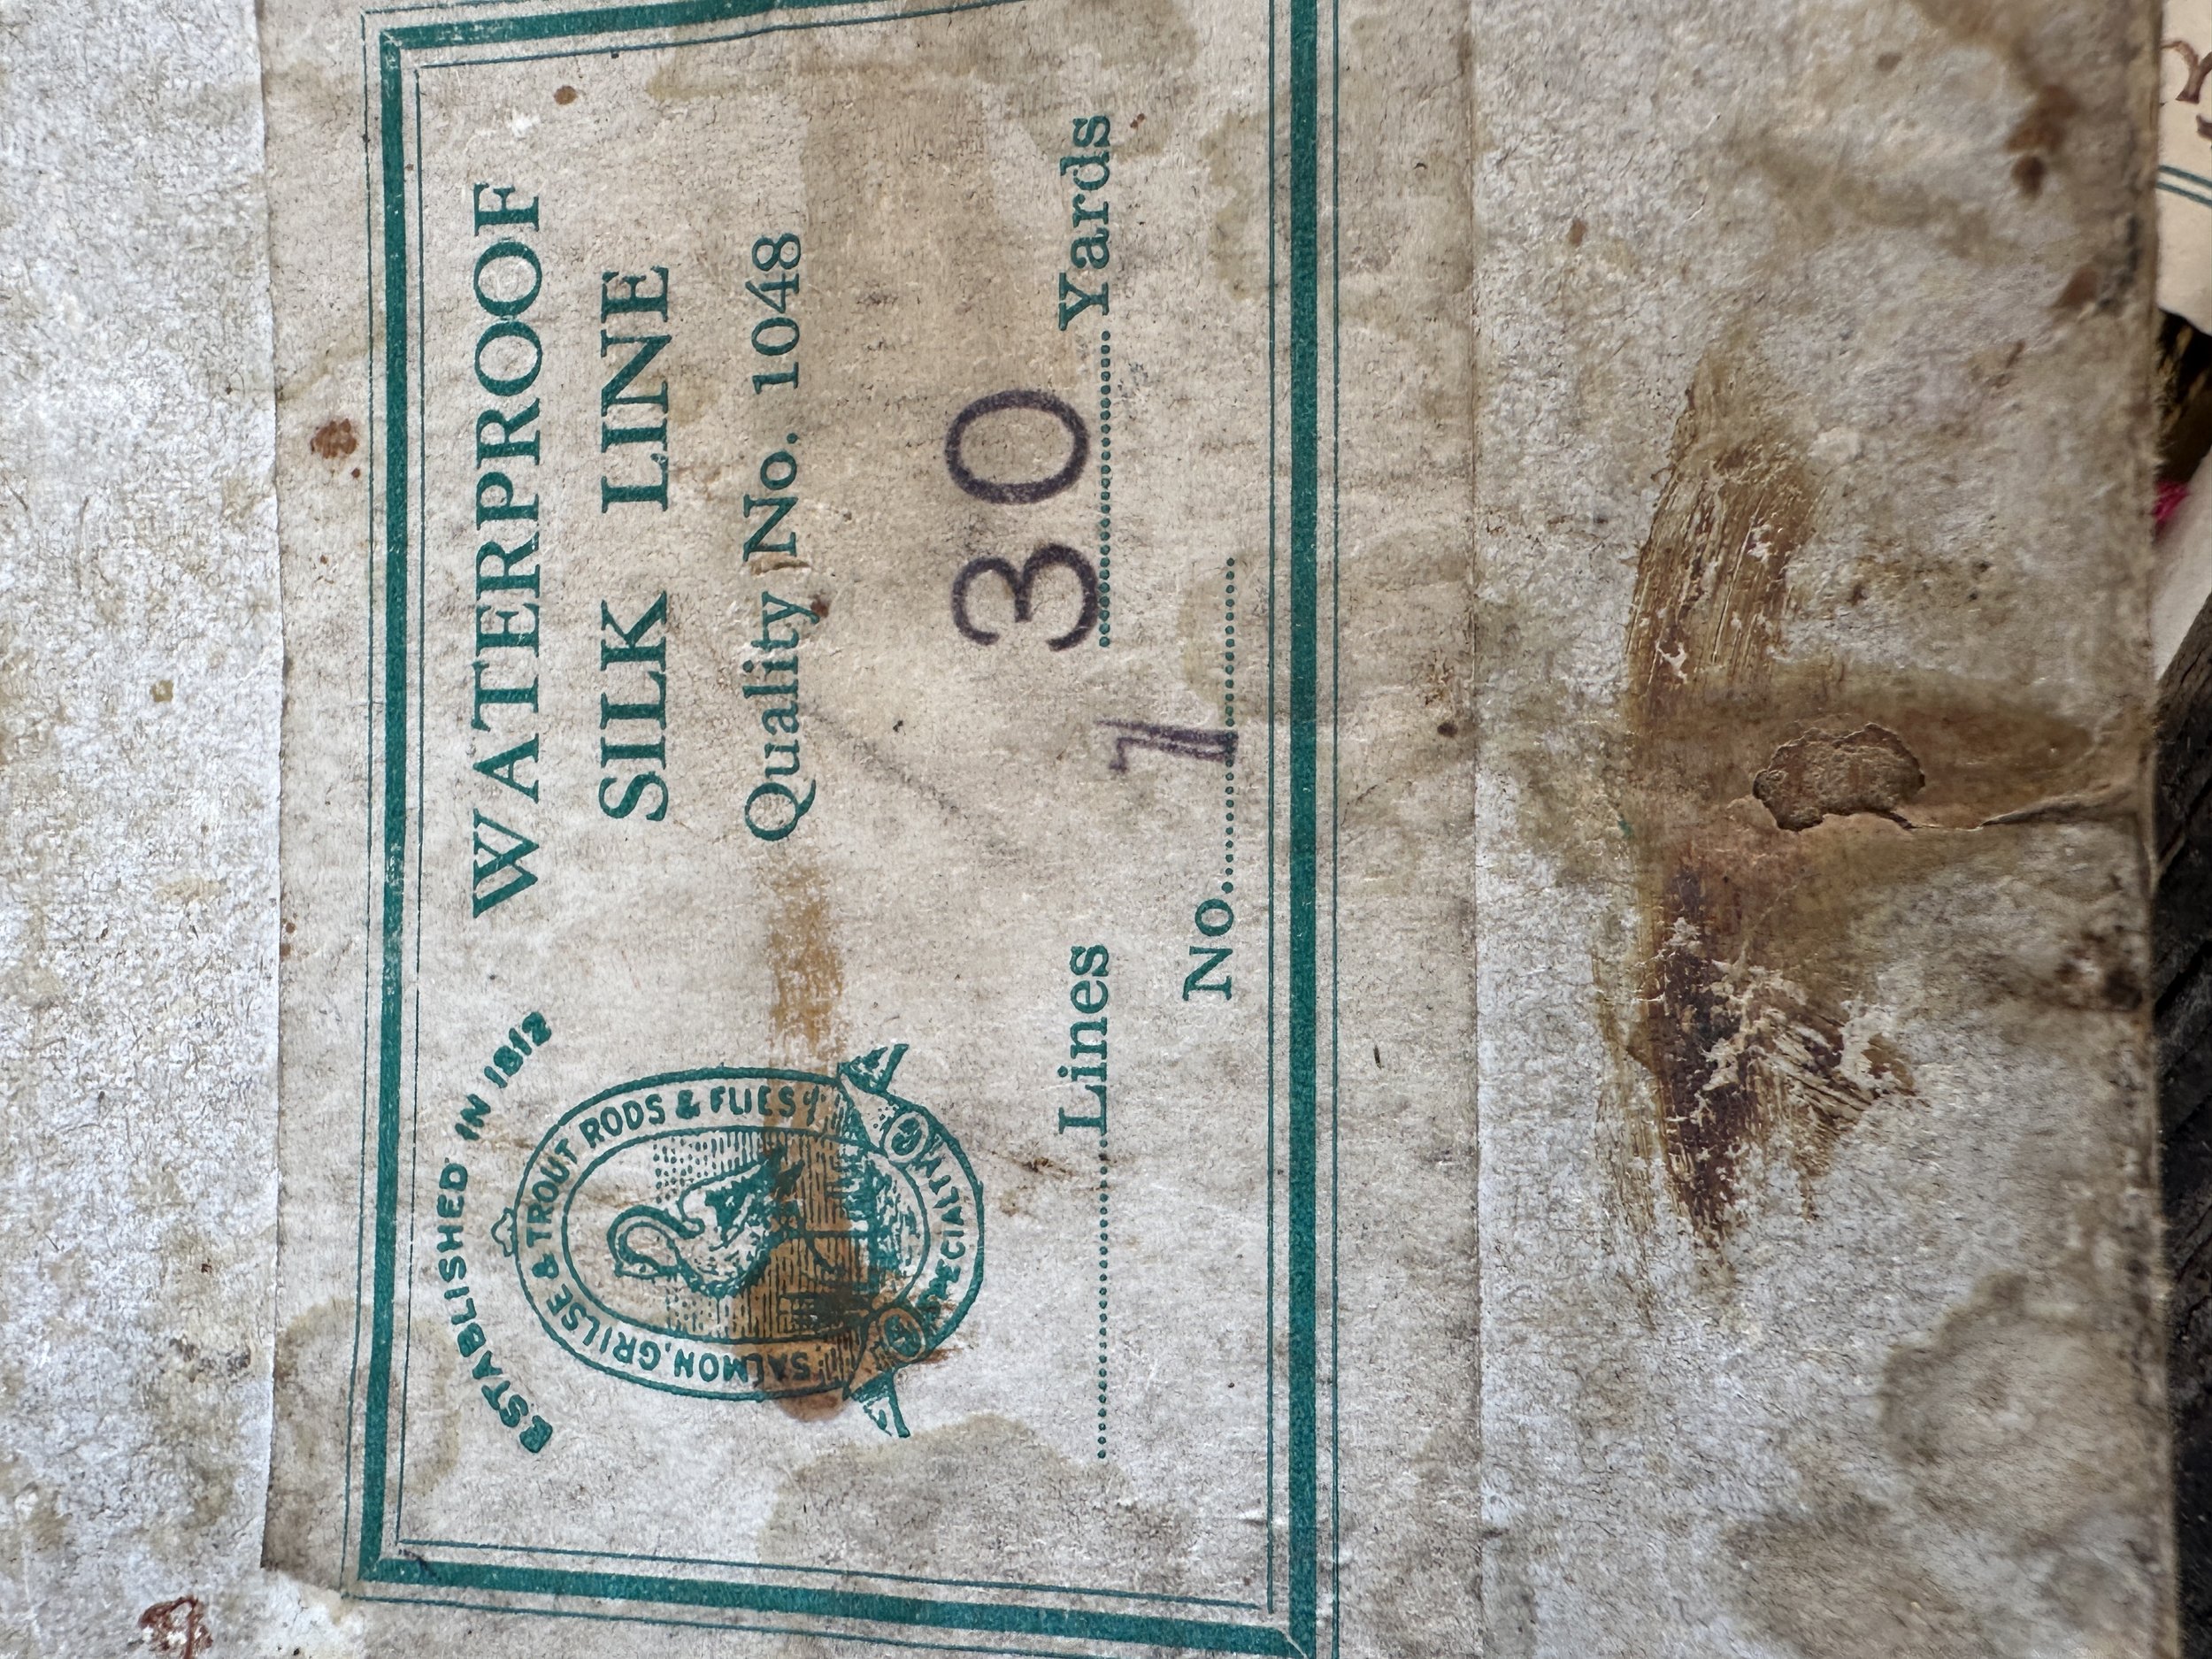 ESTABLISHED IN 1812
SALMON, GRILSE & TROUT RODS & FLIES
SPECIALITY
WATERPROOF
SILK LINE
Quality No. 1048
..............Lines 30 Yards
No. 1